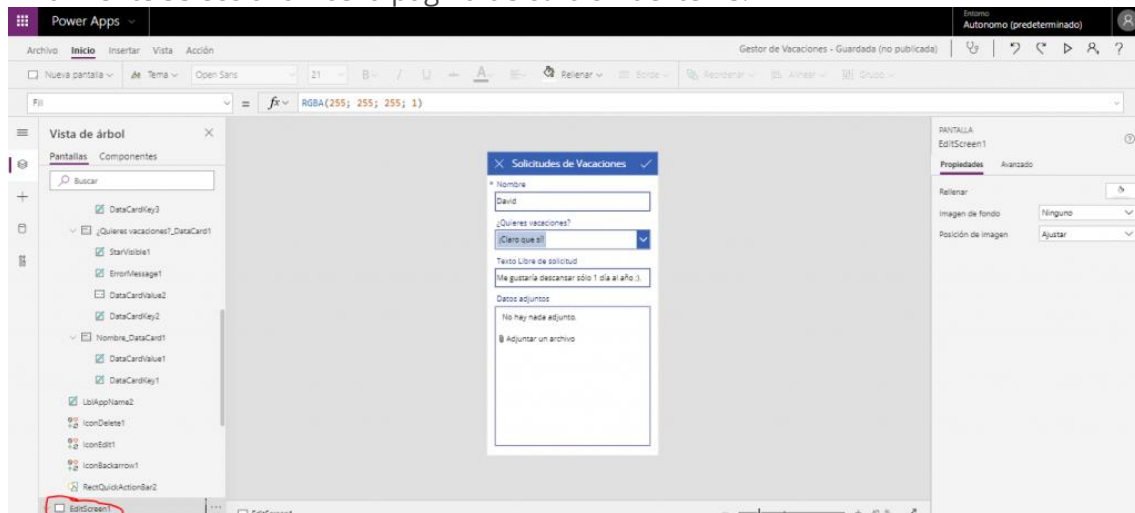 Power Apps
Entorno
Autonomo (predeterminado)
Archivo Inicio Insertar Vista Acción
Gestor de Vacaciones - Guardada (no publicada)
Nueva pantalla Tema Open Sans 21 B / U A Rellenar Borde Reordenar Alinear Grupo
Fill = fx RGBA(255; 255; 255; 1)
Vista de árbol
Pantallas Componentes
Buscar
DataCardKey3
¿Quieres vacaciones?_DataCard1
StarVisible1
ErrorMessage1
DataCardValue2
DataCardKey2
Nombre_DataCard1
DataCardValue1
DataCardKey1
LblAppName2
IconDelete1
IconEdit1
IconBackarrow1
RectQuickActionBar2
EditScreen1
Solicitudes de Vacaciones
* Nombre
David
¿Quieres vacaciones?
¡Claro que sí!
Texto Libre de solicitud
Me gustaría descansar sólo 1 día al año :).
Datos adjuntos
No hay nada adjunto.
Adjuntar un archivo
PANTALLA
EditScreen1
Propiedades Avanzado
Rellenar
Imagen de fondo Ninguno
Posición de imagen Ajustar